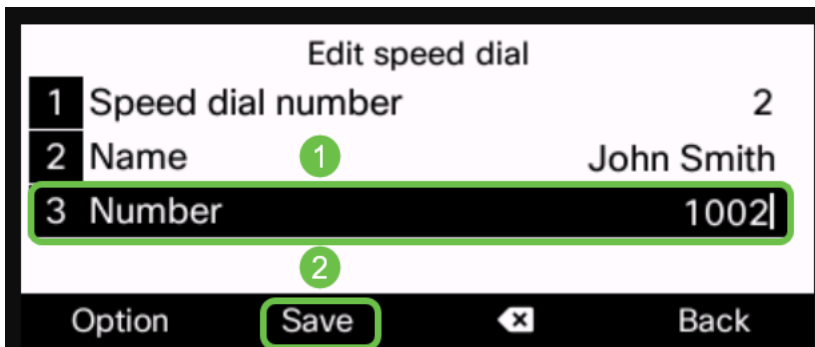 Edit speed dial
1 Speed dial number 2
2 Name 1 John Smith
3 Number 1002
2
Option Save Back